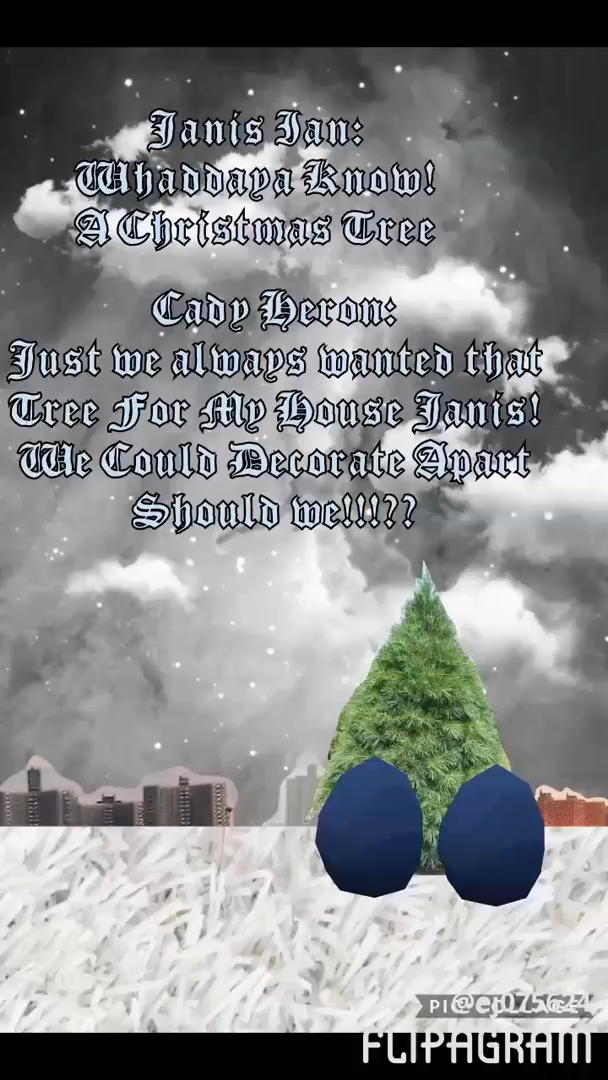 Janis Ian:
Whaddaya Know!
A Christmas Tree
Cady Heron:
Just we always wanted that
Tree For My House Janis!
We Could Decorate Apart
Should we!!!??
@ej075624
FLIPAGRAM